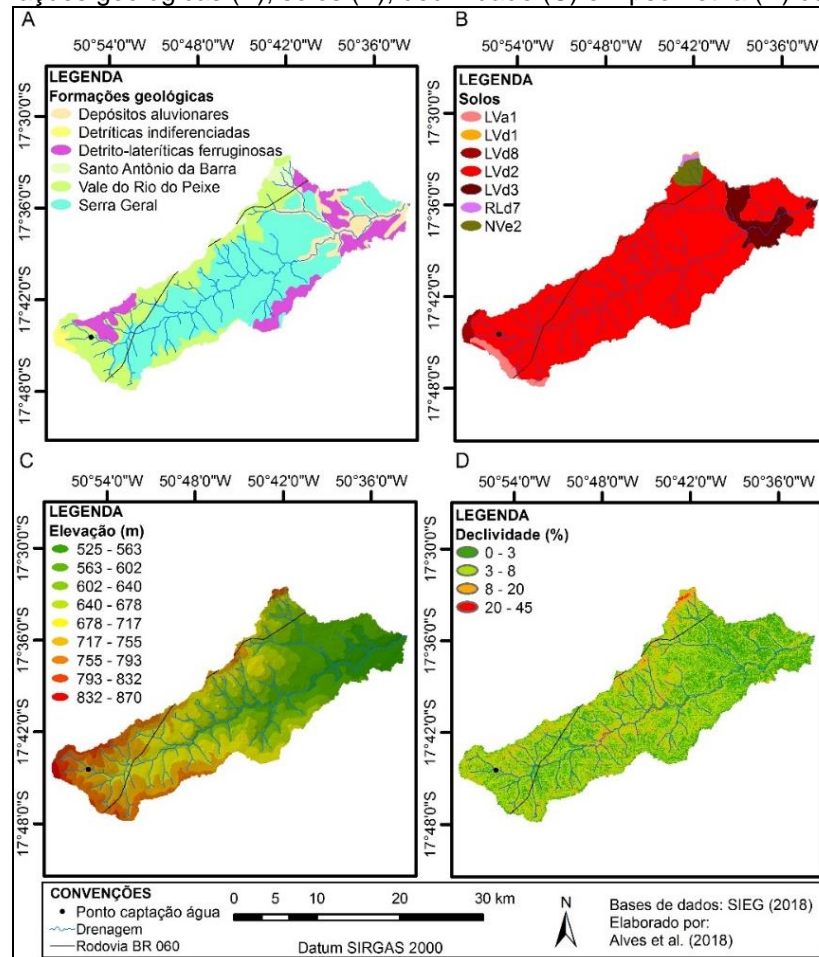 A
50°54'0"W 50°48'0"W 50°42'0"W 50°36'0"W
LEGENDA
Formações geológicas
Depósitos aluvionares
Detríticas indiferenciadas
Detrito-lateríticas ferruginosas
Santo Antônio da Barra
Vale do Rio do Peixe
Serra Geral
17°30'0"S
17°36'0"S
17°42'0"S
17°48'0"S
B
50°54'0"W 50°48'0"W 50°42'0"W 50°36'0"W
LEGENDA
Solos
LVa1
LVd1
LVd8
LVd2
LVd3
RLd7
NVe2
17°30'0"S
17°36'0"S
17°42'0"S
17°48'0"S
C
50°54'0"W 50°48'0"W 50°42'0"W 50°36'0"W
LEGENDA
Elevação (m)
525 - 563
563 - 602
602 - 640
640 - 678
678 - 717
717 - 755
755 - 793
793 - 832
832 - 870
17°30'0"S
17°36'0"S
17°42'0"S
17°48'0"S
D
50°54'0"W 50°48'0"W 50°42'0"W 50°36'0"W
LEGENDA
Declividade (%)
0 - 3
3 - 8
8 - 20
20 - 45
17°30'0"S
17°36'0"S
17°42'0"S
17°48'0"S
CONVENÇÕES
Ponto captação água
Drenagem
Rodovia BR 060
0 5 10 20 30 km
Datum SIRGAS 2000
N
Bases de dados: SIEG (2018)
Elaborado por:
Alves et al. (2018)